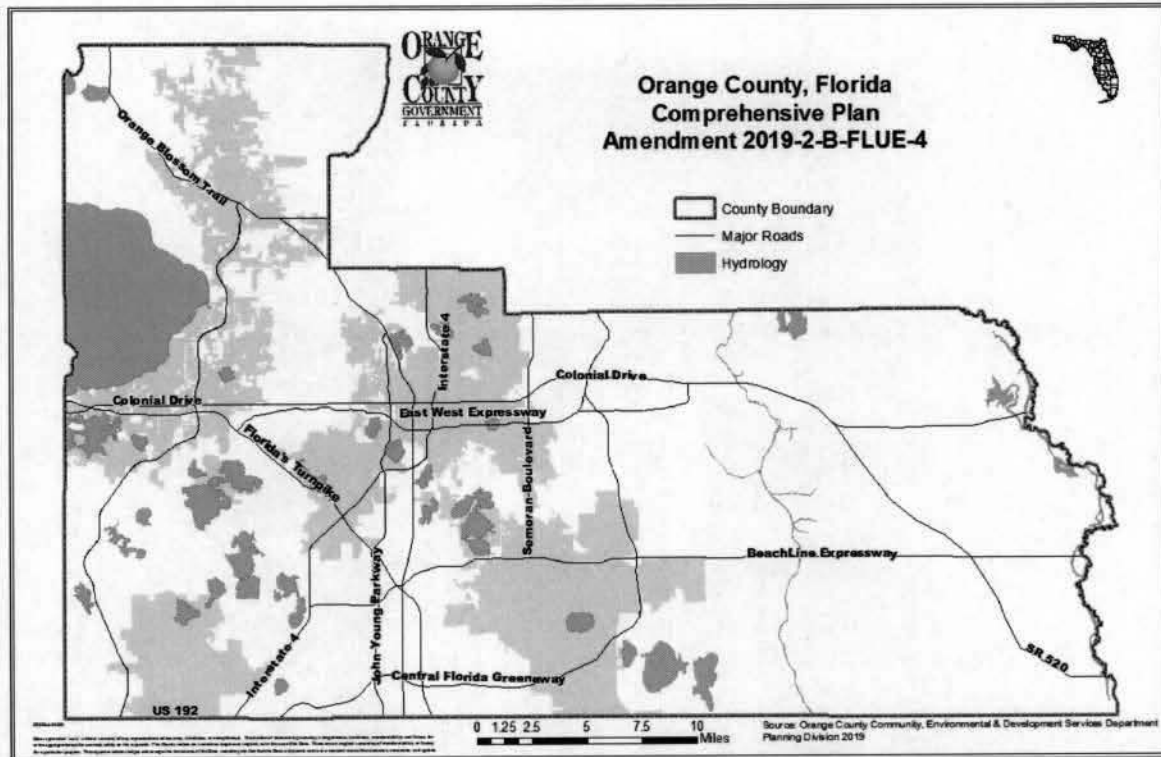 ORANGE
COUNTY
GOVERNMENT
FLORIDA
Orange County, Florida
Comprehensive Plan
Amendment 2019-2-B-FLUE-4
County Boundary
Major Roads
Hydrology
Orange Blossom Trail
Interstate 4
Colonial Drive
Colonial Drive
East West Expressway
Florida's Turnpike
Semoran Boulevard
BeachLine Expressway
John Young Parkway
Interstate 4
Central Florida Greeneway
SR 520
US 192
0 1.25 2.5 5 7.5 10
Miles
Source: Orange County Community, Environmental & Development Services Department
Planning Division 2019